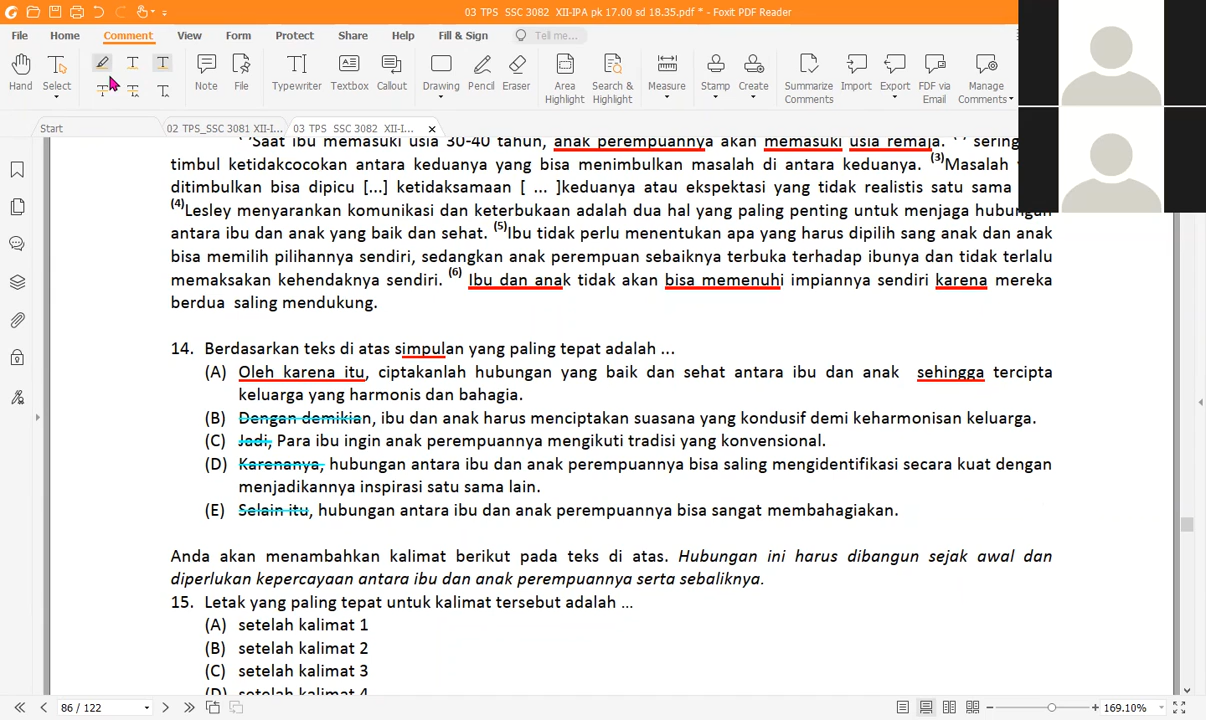 03 TPS SSC 3082 XII-IPA pk 17.00 sd 18.35.pdf * - Foxit PDF Reader
File Home Comment View Form Protect Share Help Fill & Sign Tell me...
Hand Select Note File Typewriter Textbox Callout Drawing Pencil Eraser Area Highlight Search & Highlight Measure Stamp Create Summarize Comments Import Export FDF via Email Manage Comments
Start 02 TPS_SSC 3081 XII-I... 03 TPS SSC 3082 XII-I...
Saat ibu memasuki usia 30-40 tahun, anak perempuannya akan memasuki usia remaja. sering
timbul ketidakcocokan antara keduanya yang bisa menimbulkan masalah di antara keduanya. (3)Masalah
ditimbulkan bisa dipicu [...] ketidaksamaan [ ... ]keduanya atau ekspektasi yang tidak realistis satu sama
(4)Lesley menyarankan komunikasi dan keterbukaan adalah dua hal yang paling penting untuk menjaga hubungan
antara ibu dan anak yang baik dan sehat. (5)Ibu tidak perlu menentukan apa yang harus dipilih sang anak dan anak
bisa memilih pilihannya sendiri, sedangkan anak perempuan sebaiknya terbuka terhadap ibunya dan tidak terlalu
memaksakan kehendaknya sendiri. (6) Ibu dan anak tidak akan bisa memenuhi impiannya sendiri karena mereka
berdua saling mendukung.
14. Berdasarkan teks di atas simpulan yang paling tepat adalah ...
(A) Oleh karena itu, ciptakanlah hubungan yang baik dan sehat antara ibu dan anak sehingga tercipta
keluarga yang harmonis dan bahagia.
(B) Dengan demikian, ibu dan anak harus menciptakan suasana yang kondusif demi keharmonisan keluarga.
(C) Jadi, Para ibu ingin anak perempuannya mengikuti tradisi yang konvensional.
(D) Karenanya, hubungan antara ibu dan anak perempuannya bisa saling mengidentifikasi secara kuat dengan
menjadikannya inspirasi satu sama lain.
(E) Selain itu, hubungan antara ibu dan anak perempuannya bisa sangat membahagiakan.
Anda akan menambahkan kalimat berikut pada teks di atas. Hubungan ini harus dibangun sejak awal dan
diperlukan kepercayaan antara ibu dan anak perempuannya serta sebaliknya.
15. Letak yang paling tepat untuk kalimat tersebut adalah ...
(A) setelah kalimat 1
(B) setelah kalimat 2
(C) setelah kalimat 3
(D) setelah kalimat 4
86 / 122 169.10%